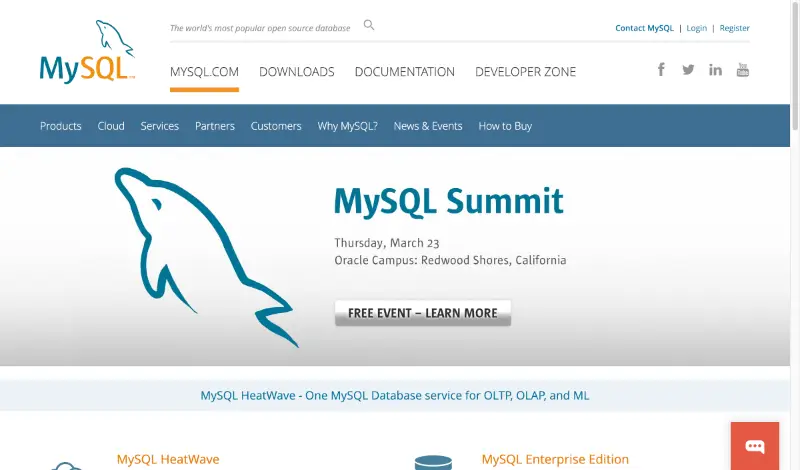 The world's most popular open source database
Contact MySQL | Login | Register
MySQL
MYSQL.COM DOWNLOADS DOCUMENTATION DEVELOPER ZONE
Products Cloud Services Partners Customers Why MySQL? News & Events How to Buy
MySQL Summit
Thursday, March 23
Oracle Campus: Redwood Shores, California
FREE EVENT – LEARN MORE
MySQL HeatWave - One MySQL Database service for OLTP, OLAP, and ML
MySQL HeatWave
MySQL Enterprise Edition